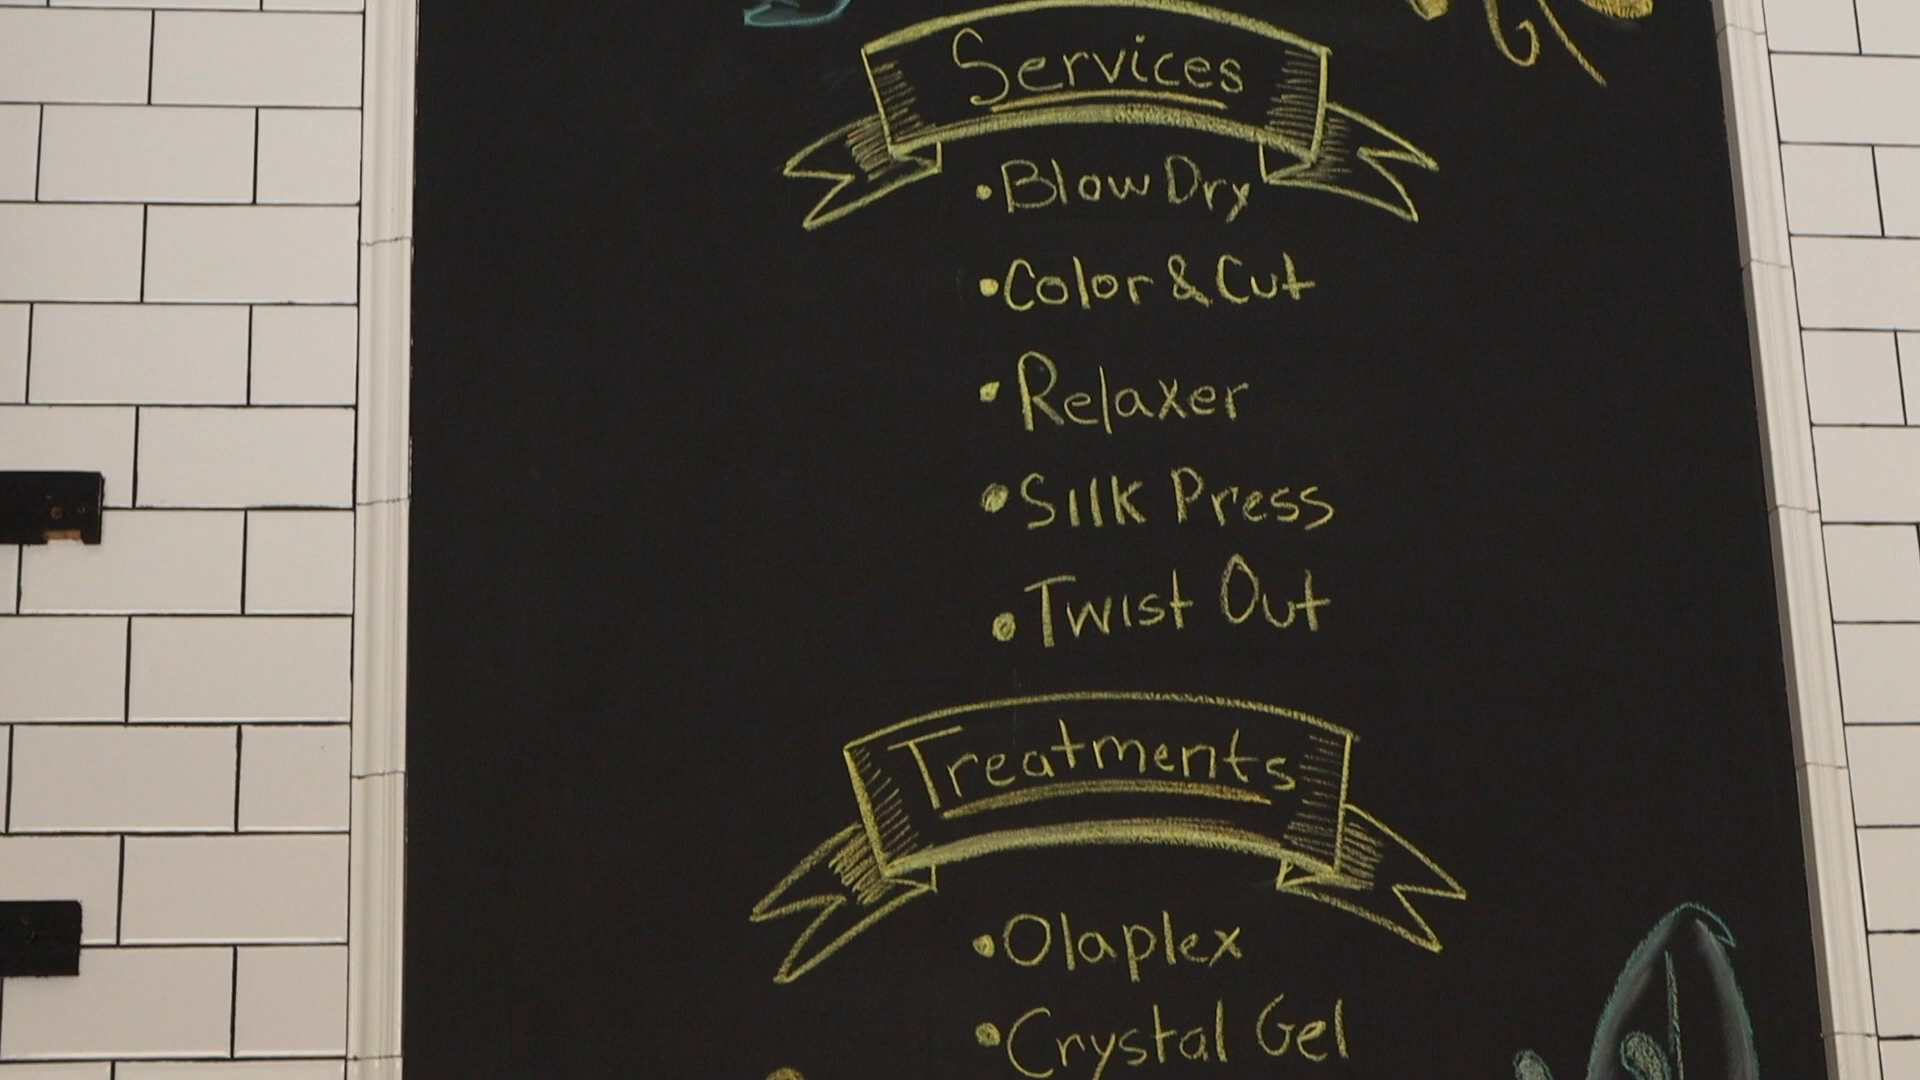 Services
• Blow Dry
• Color & Cut
• Relaxer
• Silk Press
• Twist Out
Treatments
• Olaplex
• Crystal Gel